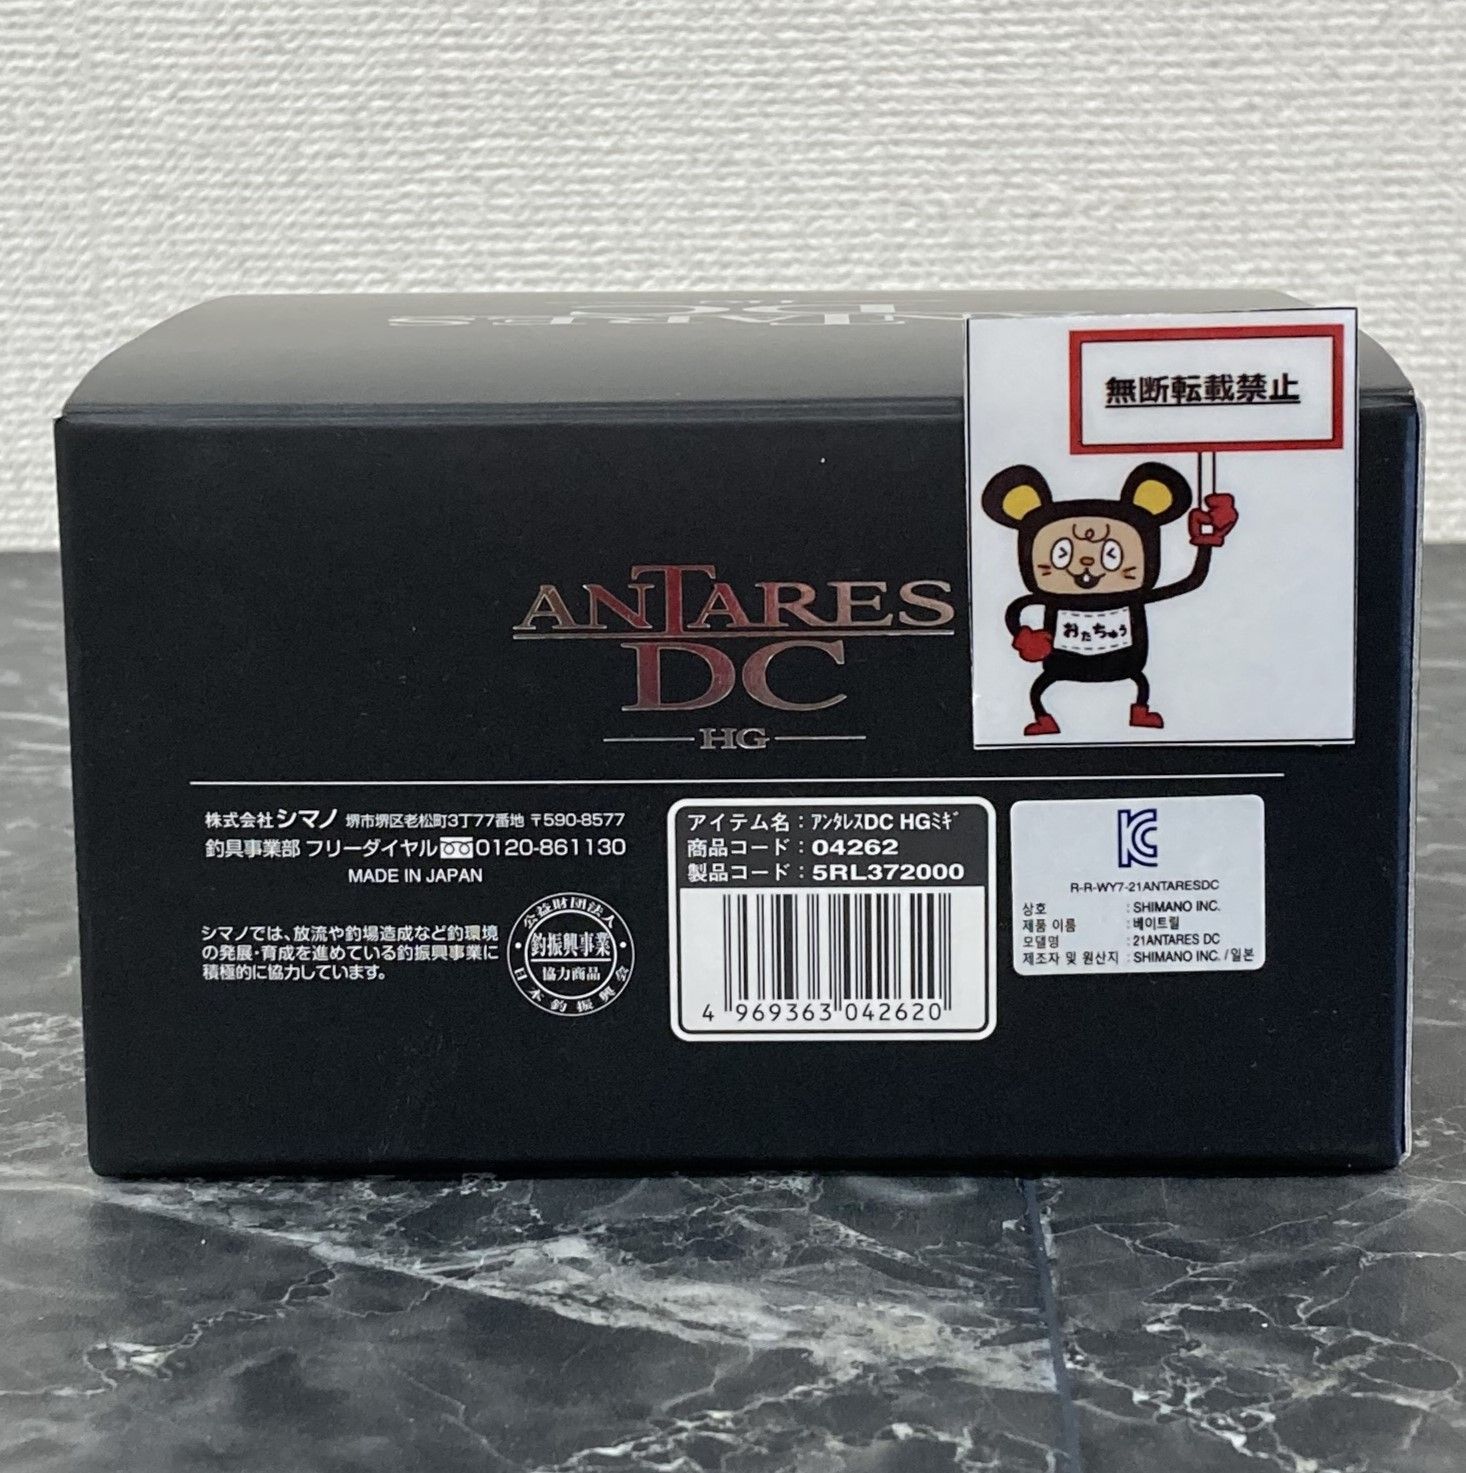 ANTARES
DC
無断転載禁止
おたちゅう
ANTARES
DC
HG
株式会社シマノ 堺市堺区老松町3丁77番地 〒590-8577
釣具事業部 フリーダイヤル 0120-861130
MADE IN JAPAN
シマノでは、放流や釣場造成など釣環境
の発展・育成を進めている釣振興事業に
積極的に協力しています。
公益財団法人
釣振興事業
協力商品
日本釣振興会
アイテム名:アンタレスDC HGミギ
商品コード:04262
製品コード:5RL372000
4 969363 042620
R-R-WY7-21ANTARESDC
상호 : SHIMANO INC.
제품 이름 : 베이트릴
모델명 : 21ANTARES DC
제조자 및 원산지 : SHIMANO INC. / 일본